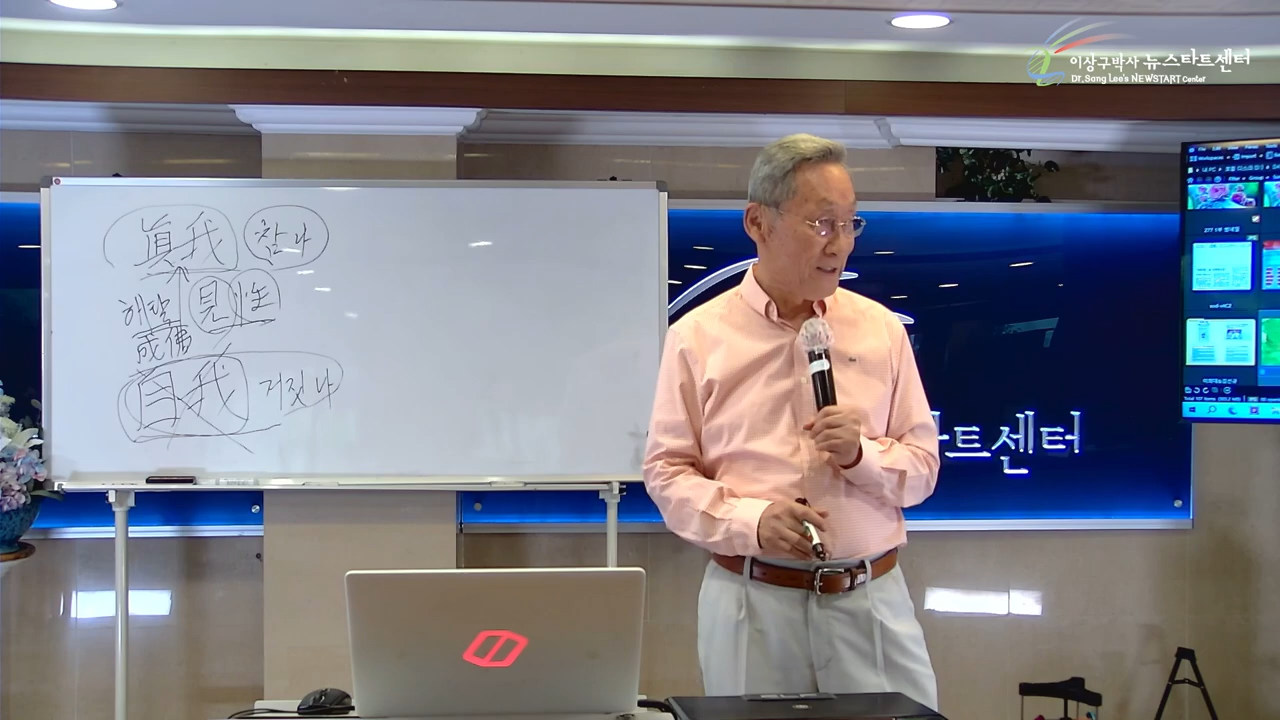 이상구박사 뉴스타트센터
Dr. Sang Lee's NEWSTART Center
眞我 참나
해탈 見性
成佛
自我 거짓나
타트센터